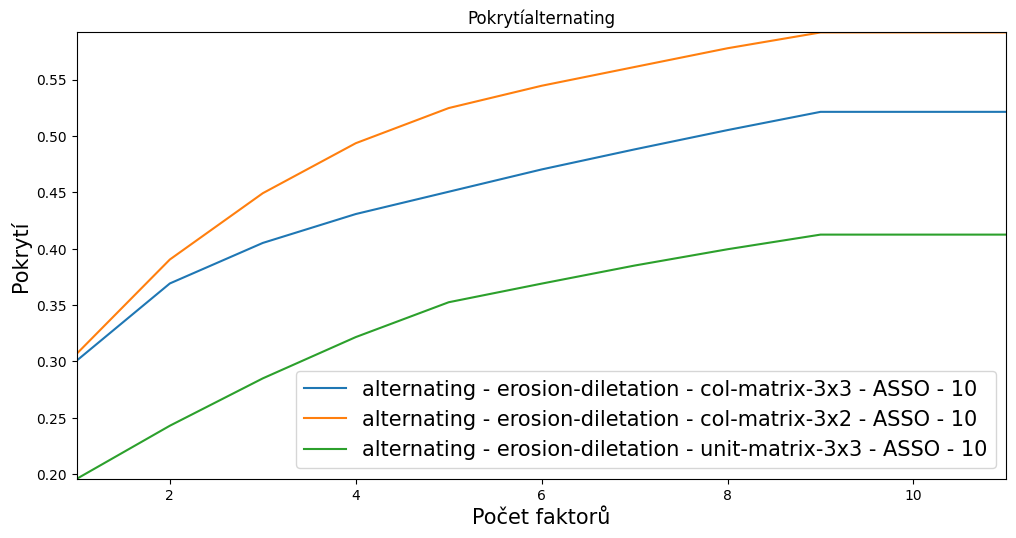 Pokrytíalternating
Pokrytí
0.55
0.50
0.45
0.40
0.35
0.30
0.25
0.20
alternating - erosion-diletation - col-matrix-3x3 - ASSO - 10
alternating - erosion-diletation - col-matrix-3x2 - ASSO - 10
alternating - erosion-diletation - unit-matrix-3x3 - ASSO - 10
2 4 6 8 10
Počet faktorů